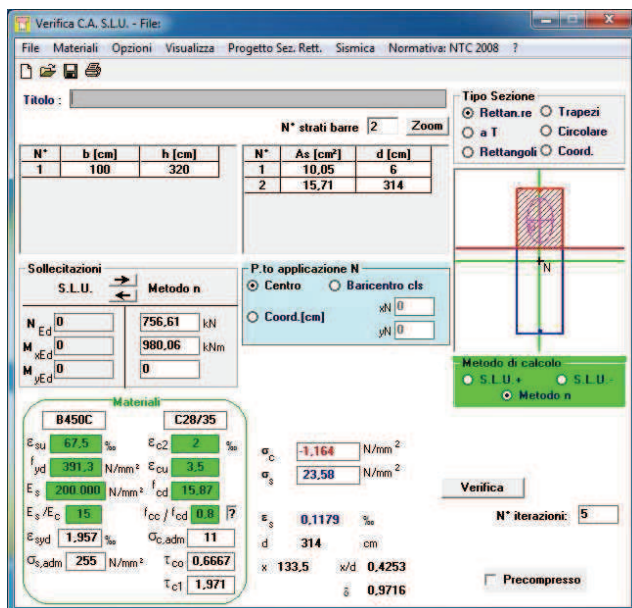 Verifica C.A. S.L.U. - File:
File Materiali Opzioni Visualizza Progetto Sez. Rett. Sismica Normativa: NTC 2008 ?
Titolo :
N° strati barre 2 Zoom
Tipo Sezione
Rettan.re Trapezi
a T Circolare
Rettangoli Coord.
N° b [cm] h [cm]
1 100 320
N° As [cm²] d [cm]
1 10,05 6
2 15,71 314
N
Sollecitazioni
S.L.U. Metodo n
N Ed 0 756,61 kN
M xEd 0 980,06 kNm
M yEd 0 0
P.to applicazione N
Centro Baricentro cls
Coord.[cm] xN 0
yN 0
Metodo di calcolo
S.L.U.+ S.L.U.-
Metodo n
Materiali
B450C C28/35
εsu 67,5 ‰ εc2 2 ‰
fyd 391,3 N/mm² εcu 3,5
Es 200.000 N/mm² fcd 15,87
Es/Ec 15 fcc/fcd 0,8 ?
εsyd 1,957 ‰ σc,adm 11
σs,adm 255 N/mm² τco 0,6667
τc1 1,971
σc -1,164 N/mm²
σs 23,58 N/mm²
εs 0,1179 ‰
d 314 cm
x 133,5 x/d 0,4253
δ 0,9716
Verifica
N° iterazioni: 5
Precompresso